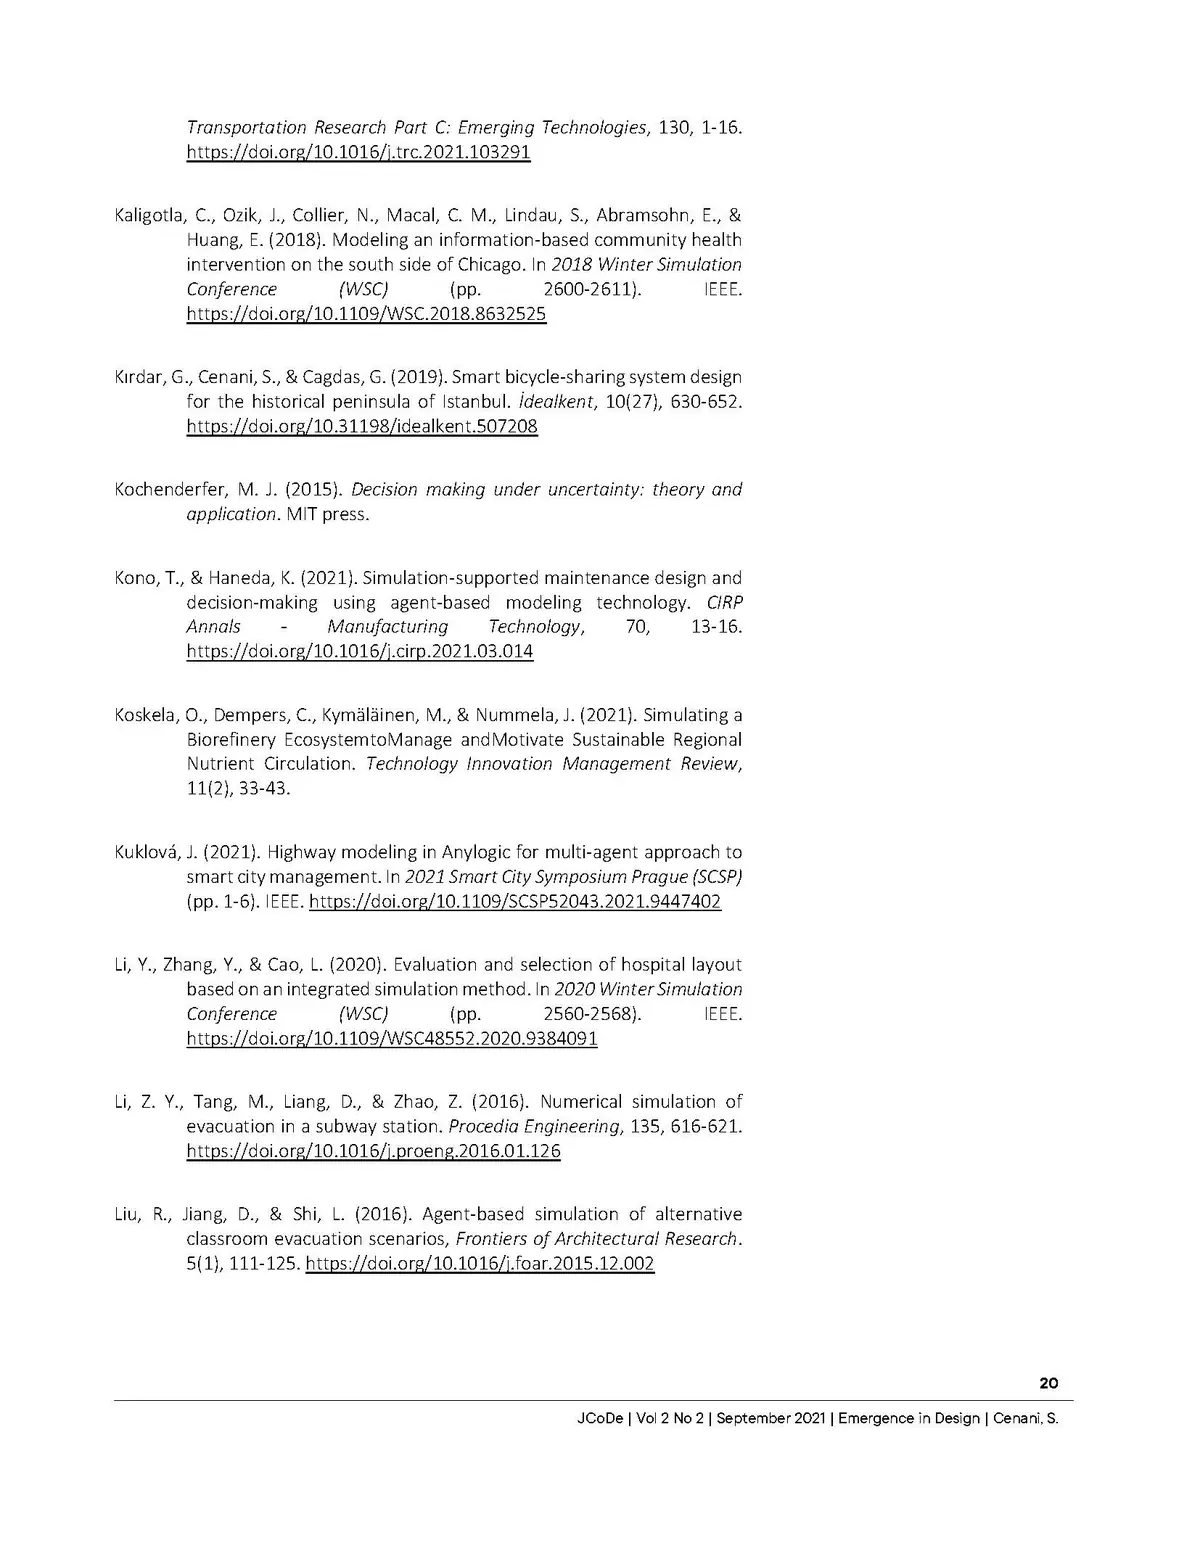 Transportation Research Part C: Emerging Technologies, 130, 1-16.
https://doi.org/10.1016/j.trc.2021.103291
Kaligotla, C., Ozik, J., Collier, N., Macal, C. M., Lindau, S., Abramsohn, E., &
Huang, E. (2018). Modeling an information-based community health
intervention on the south side of Chicago. In 2018 Winter Simulation
Conference (WSC) (pp. 2600-2611). IEEE.
https://doi.org/10.1109/WSC.2018.8632525
Kırdar, G., Cenani, S., & Cagdas, G. (2019). Smart bicycle-sharing system design
for the historical peninsula of Istanbul. İdealkent, 10(27), 630-652.
https://doi.org/10.31198/idealkent.507208
Kochenderfer, M. J. (2015). Decision making under uncertainty: theory and
application. MIT press.
Kono, T., & Haneda, K. (2021). Simulation-supported maintenance design and
decision-making using agent-based modeling technology. CIRP
Annals - Manufacturing Technology, 70, 13-16.
https://doi.org/10.1016/j.cirp.2021.03.014
Koskela, O., Dempers, C., Kymäläinen, M., & Nummela, J. (2021). Simulating a
Biorefinery EcosystemtoManage andMotivate Sustainable Regional
Nutrient Circulation. Technology Innovation Management Review,
11(2), 33-43.
Kuklová, J. (2021). Highway modeling in Anylogic for multi-agent approach to
smart city management. In 2021 Smart City Symposium Prague (SCSP)
(pp. 1-6). IEEE. https://doi.org/10.1109/SCSP52043.2021.9447402
Li, Y., Zhang, Y., & Cao, L. (2020). Evaluation and selection of hospital layout
based on an integrated simulation method. In 2020 Winter Simulation
Conference (WSC) (pp. 2560-2568). IEEE.
https://doi.org/10.1109/WSC48552.2020.9384091
Li, Z. Y., Tang, M., Liang, D., & Zhao, Z. (2016). Numerical simulation of
evacuation in a subway station. Procedia Engineering, 135, 616-621.
https://doi.org/10.1016/j.proeng.2016.01.126
Liu, R., Jiang, D., & Shi, L. (2016). Agent-based simulation of alternative
classroom evacuation scenarios, Frontiers of Architectural Research.
5(1), 111-125. https://doi.org/10.1016/j.foar.2015.12.002
20
JCoDe | Vol 2 No 2 | September 2021 | Emergence in Design | Cenani, S.